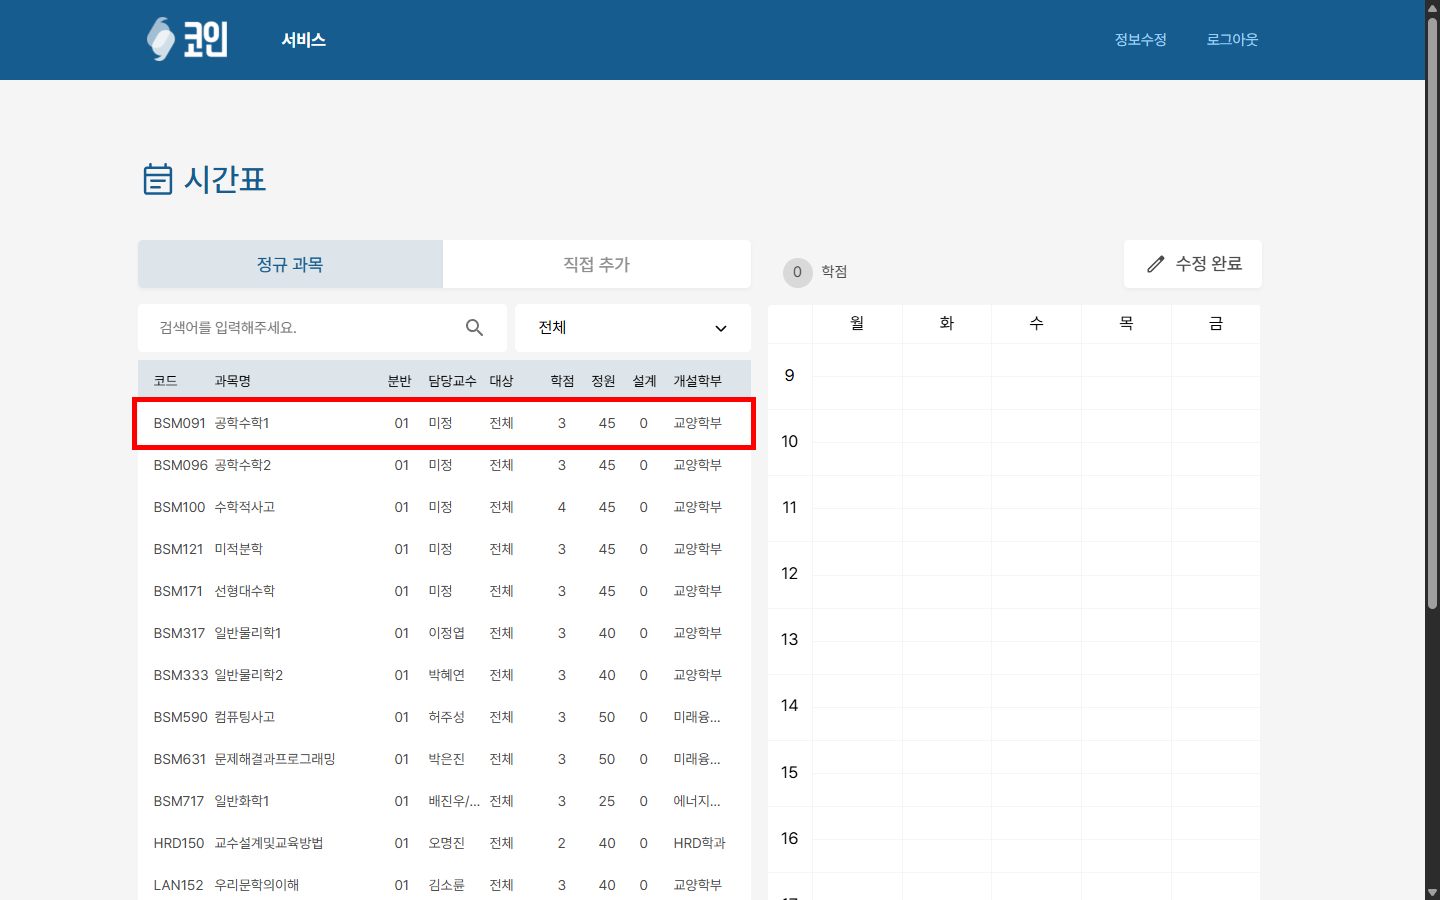 코인 서비스 정보수정 로그아웃
시간표
정규 과목 직접 추가 0 학점 수정 완료
검색어를 입력해주세요. 전체
월 화 수 목 금
코드 과목명 분반 담당교수 대상 학점 정원 설계 개설학부
BSM091 공학수학1 01 미정 전체 3 45 0 교양학부
BSM096 공학수학2 01 미정 전체 3 45 0 교양학부
BSM100 수학적사고 01 미정 전체 4 45 0 교양학부
BSM121 미적분학 01 미정 전체 3 45 0 교양학부
BSM171 선형대수학 01 미정 전체 3 45 0 교양학부
BSM317 일반물리학1 01 이정엽 전체 3 40 0 교양학부
BSM333 일반물리학2 01 박혜연 전체 3 40 0 교양학부
BSM590 컴퓨팅사고 01 허주성 전체 3 50 0 미래융...
BSM631 문제해결과프로그래밍 01 박은진 전체 3 50 0 미래융...
BSM717 일반화학1 01 배진우/... 전체 3 25 0 에너지...
HRD150 교수설계및교육방법 01 오명진 전체 2 40 0 HRD학과
LAN152 우리문학의이해 01 김소륜 전체 3 40 0 교양학부
9
10
11
12
13
14
15
16